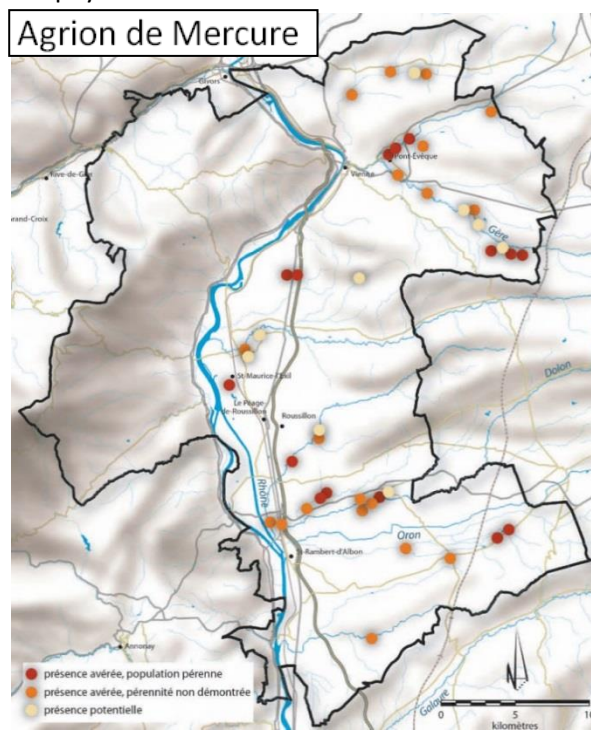 Agrion de Mercure
Givors
Rive-de-Gier
Grand-Croix
Pont-Évêque
Vienne
Gère
St-Maurice-l'Exil
Le Péage
de-Roussillon
Roussillon
Dolon
Rhône
Oron
St-Rambert-d'Albon
Annonay
Galaure
présence avérée, population pérenne
présence avérée, pérennité non démontrée
présence potentielle
0 5 10
kilomètres